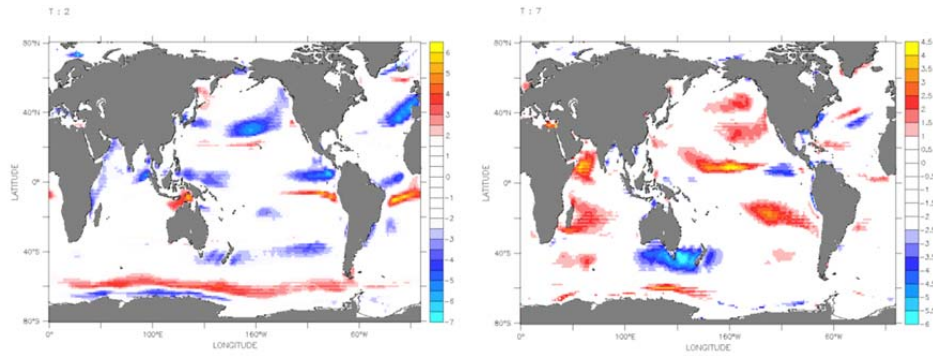 T : 2
80°N
40°N
0°
40°S
80°S
LATITUDE
0°
100°E
160°W
60°W
LONGITUDE
6
5
4
3
2
1
0
-1
-2
-3
-4
-5
-6
-7
T : 7
80°N
40°N
0°
40°S
80°S
LATITUDE
0°
100°E
160°W
60°W
LONGITUDE
4.5
4
3.5
3
2.5
2
1.5
1
0.5
0
-0.5
-1
-1.5
-2
-2.5
-3
-3.5
-4
-4.5
-5
-5.5
-6